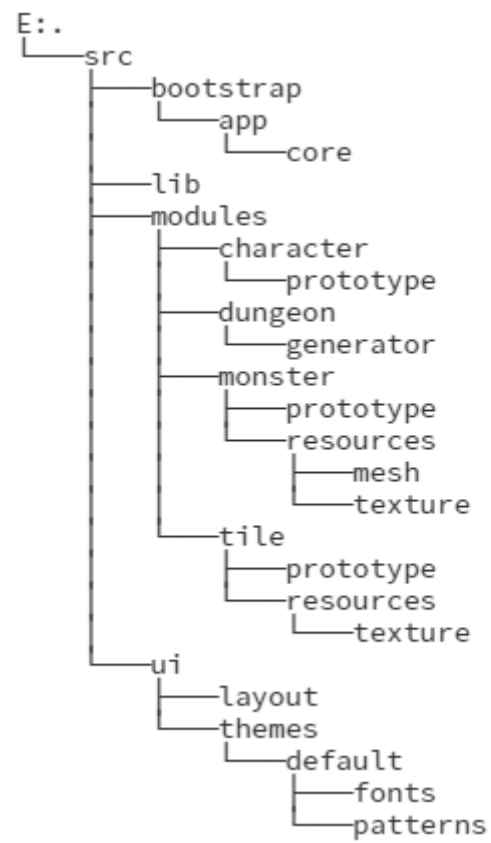 E:.
└───src
    ├───bootstrap
    │   └───app
    │       └───core
    ├───lib
    ├───modules
    │   ├───character
    │   │   └───prototype
    │   ├───dungeon
    │   │   └───generator
    │   ├───monster
    │   │   ├───prototype
    │   │   └───resources
    │   │       ├───mesh
    │   │       └───texture
    │   └───tile
    │       ├───prototype
    │       └───resources
    │           └───texture
    └───ui
        ├───layout
        └───themes
            └───default
                ├───fonts
                └───patterns